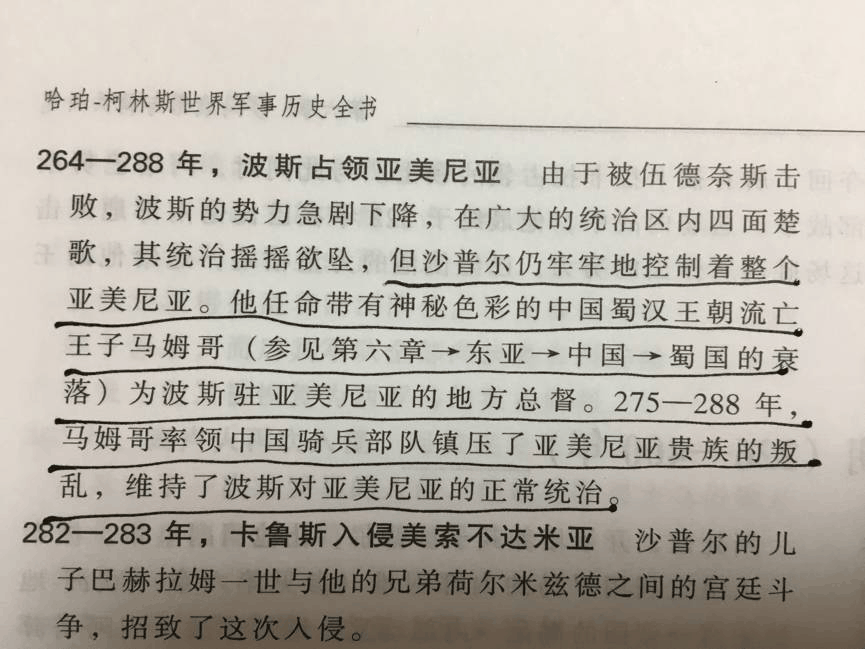 哈珀-柯林斯世界军事历史全书
264—288 年，波斯占领亚美尼亚 由于被伍德奈斯击
败，波斯的势力急剧下降，在广大的统治区内四面楚
歌，其统治摇摇欲坠，但沙普尔仍牢牢地控制着整个
亚美尼亚。他任命带有神秘色彩的中国蜀汉王朝流亡
王子马姆哥（参见第六章→东亚→中国→蜀国的衰
落）为波斯驻亚美尼亚的地方总督。275—288 年，
马姆哥率领中国骑兵部队镇压了亚美尼亚贵族的叛
乱，维持了波斯对亚美尼亚的正常统治。
282—283 年，卡鲁斯入侵美索不达米亚 沙普尔的儿
子巴赫拉姆一世与他的兄弟荷尔米兹德之间的宫廷斗
争，招致了这次入侵。